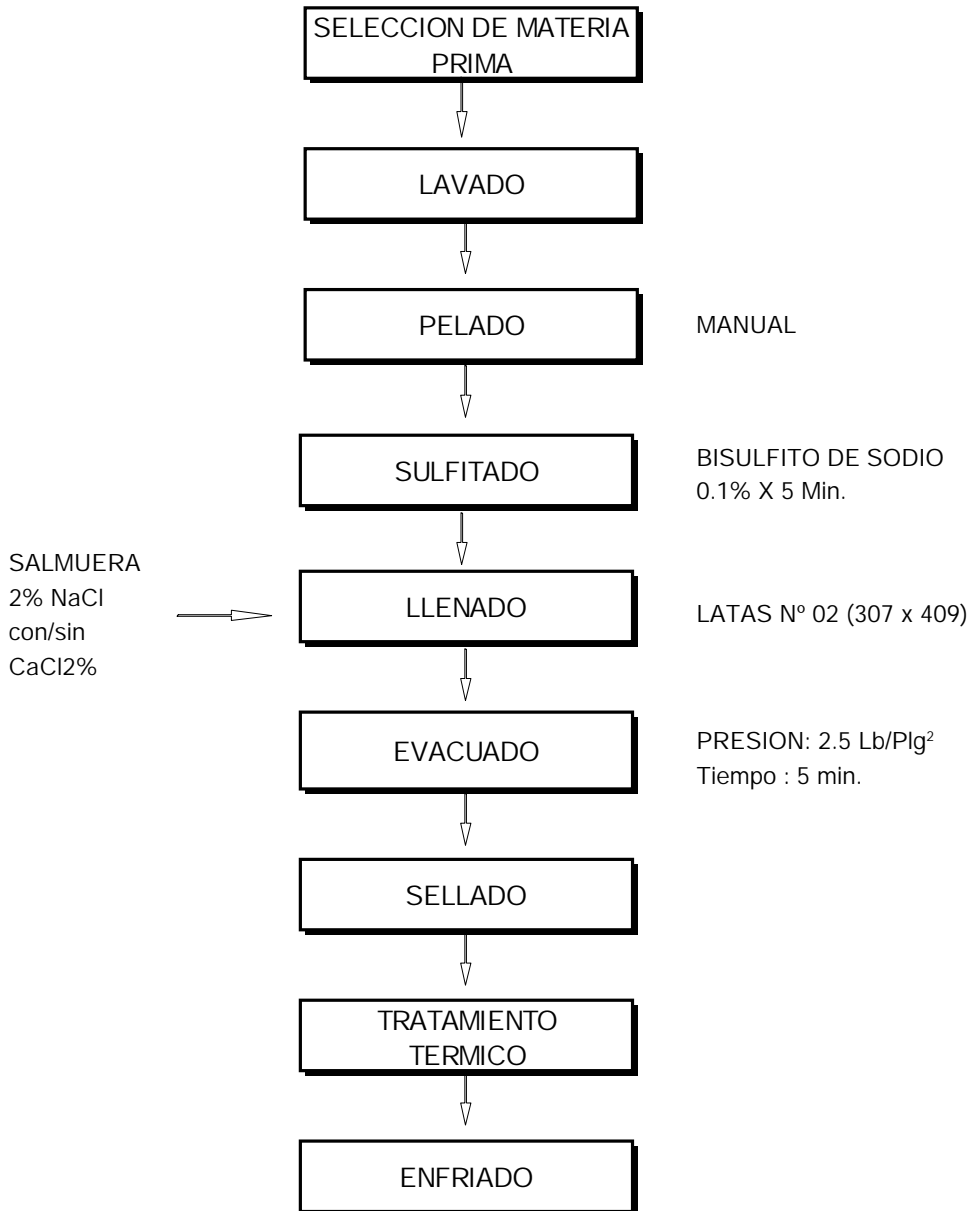 SELECCION DE MATERIA
PRIMA
LAVADO
PELADO
MANUAL
SULFITADO
BISULFITO DE SODIO
0.1% X 5 Min.
SALMUERA
2% NaCl
con/sin
CaCl2%
LLENADO
LATAS Nº 02 (307 x 409)
EVACUADO
PRESION: 2.5 Lb/Plg²
Tiempo : 5 min.
SELLADO
TRATAMIENTO
TERMICO
ENFRIADO